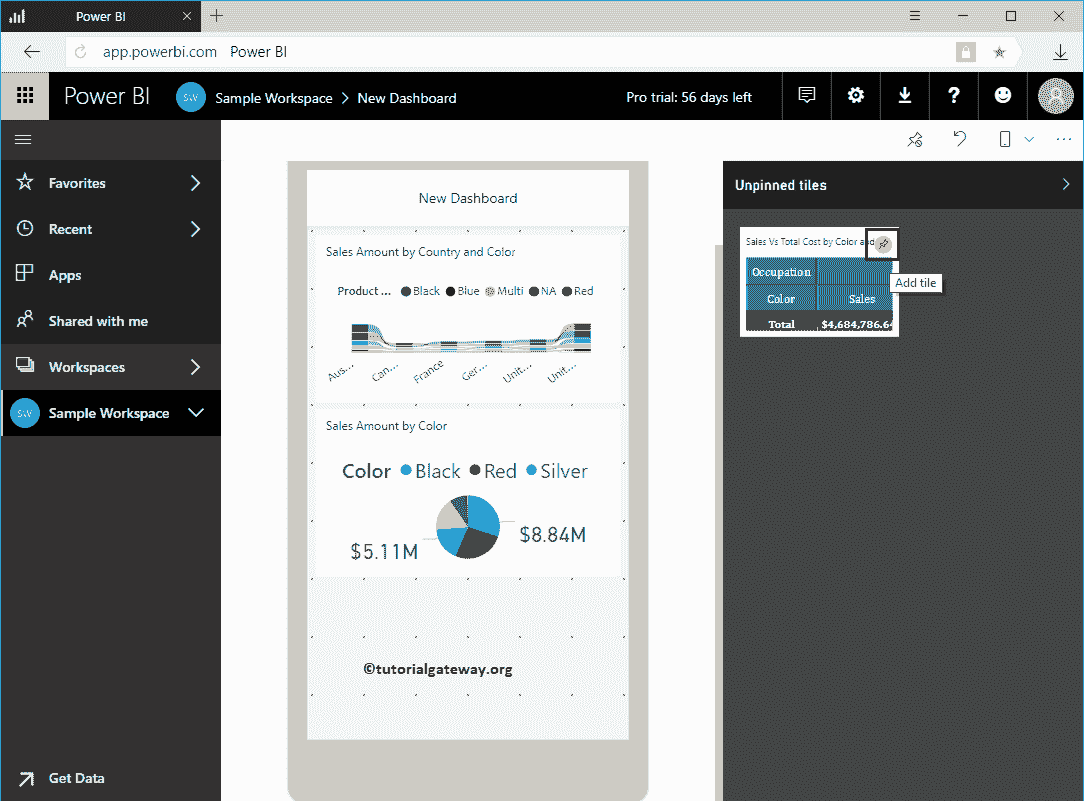 Power BI
app.powerbi.com Power BI
Power BI
SW
Sample Workspace > New Dashboard
Pro trial: 56 days left
?
Favorites
Recent
Apps
Shared with me
Workspaces
SW
Sample Workspace
Get Data
New Dashboard
Sales Amount by Country and Color
Product ... Black Blue Multi NA Red
Aus... Can... France Ger... Unit... Unit...
Sales Amount by Color
Color Black Red Silver
$8.84M
$5.11M
©tutorialgateway.org
Unpinned tiles
Sales Vs Total Cost by Color and
Add tile
Occupation
Color Sales
Total $4,684,786.64